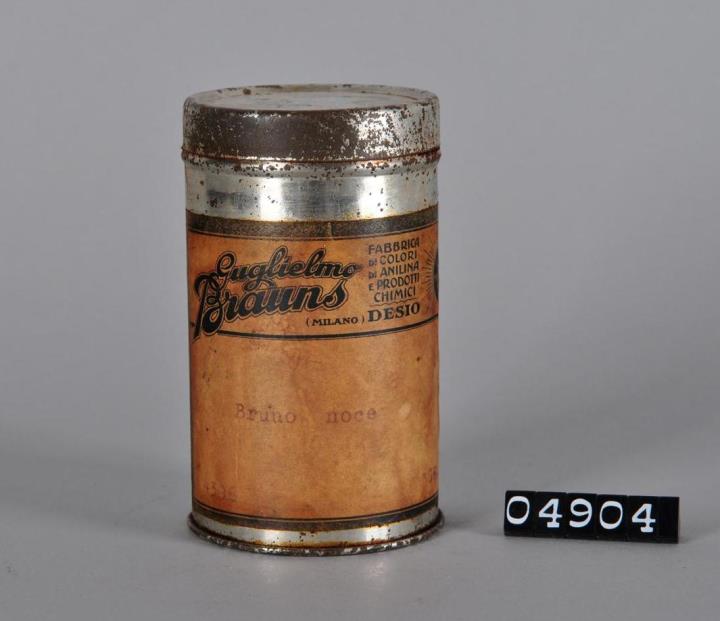 Guglielmo
Brauns
FABBRICA
DI COLORI
DI ANILINA
E PRODOTTI
CHIMICI
(MILANO) DESIO
Bruno noce
04904